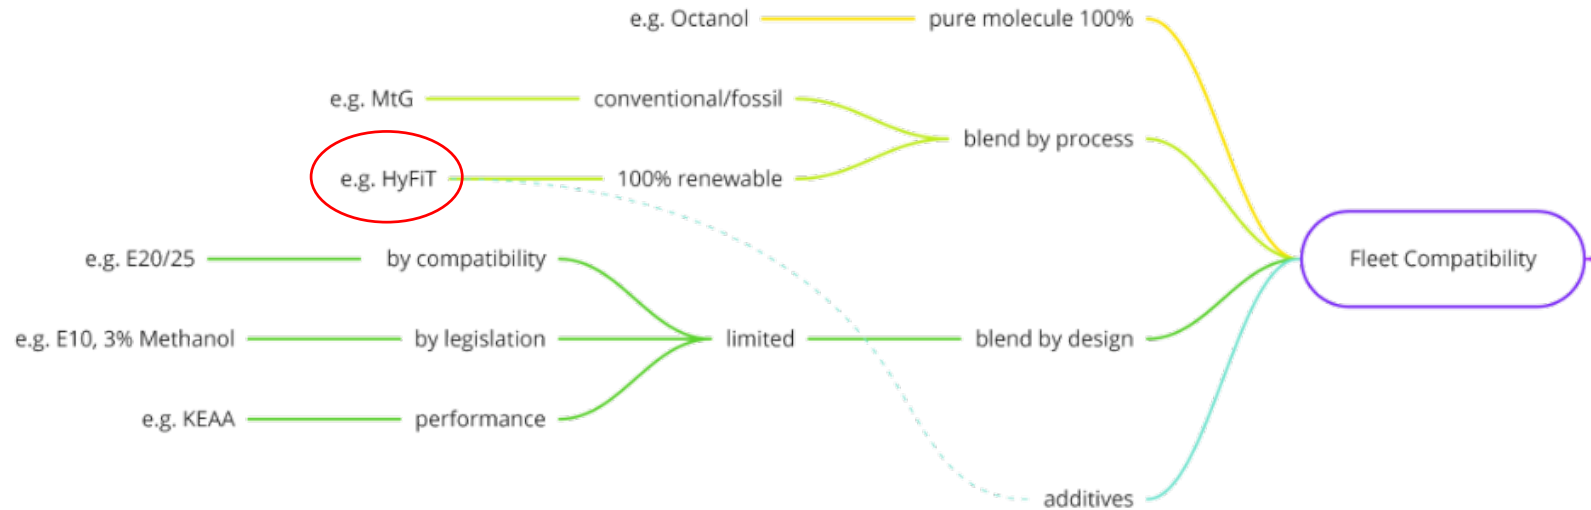 e.g. Octanol
pure molecule 100%
e.g. MtG
conventional/fossil
blend by process
e.g. HyFiT
100% renewable
e.g. E20/25
by compatibility
Fleet Compatibility
e.g. E10, 3% Methanol
by legislation
limited
blend by design
e.g. KEAA
performance
additives